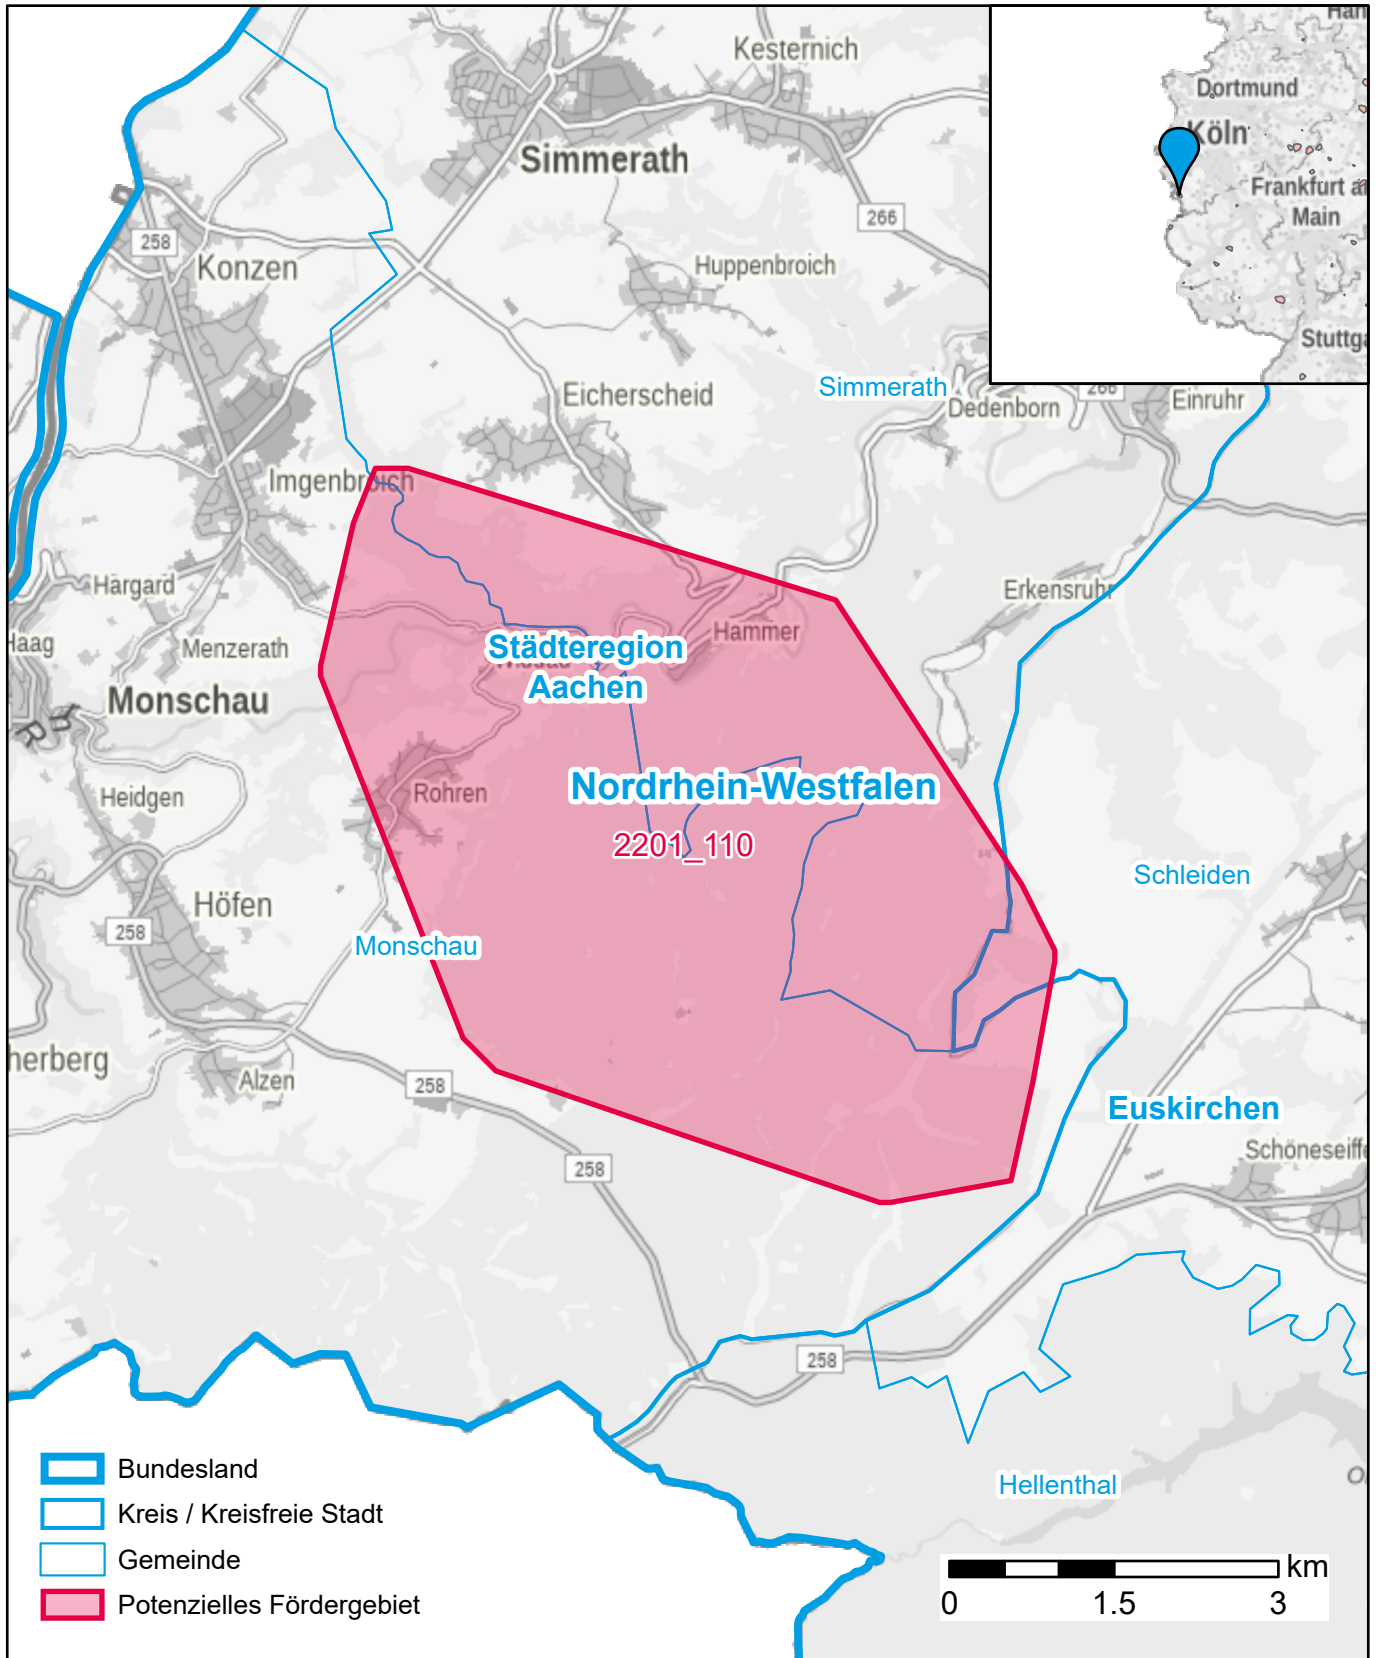 Kesternich
Simmerath
266
258
Konzen
Huppenbroich
Simmerath
Eicherscheid
Dedenborn
266
Einruhr
Imgenbroich
Hargard
Erkensruhr
Haag
Menzerath
Hammer
Städteregion
Aachen
Monschau
Heidgen
Rohren
Nordrhein-Westfalen
2201_110
Schleiden
Höfen
258
Monschau
herberg
Alzen
258
Euskirchen
Schöneseiffe
258
258
Hellenthal
Dortmund
Köln
Frankfurt a
Main
Stuttga
Bundesland
Kreis / Kreisfreie Stadt
Gemeinde
Potenzielles Fördergebiet
km
0 1.5 3